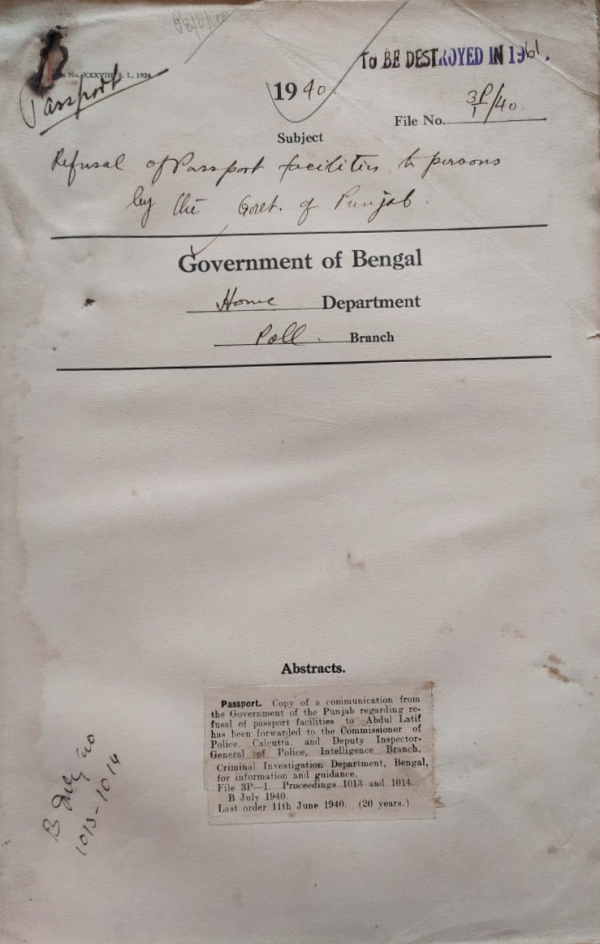 TO BE DESTROYED IN 1961.
No. XXXVIII, S. 1., 1924
Passport
1940
File No. 3P/1/40
Subject
Refusal of Passport facilities to persons
by the Govt. of Punjab.
Government of Bengal
Home Department
Poll. Branch
Abstracts.
Passport. Copy of a communication from
the Government of the Punjab regarding re-
fusal of passport facilities to Abdul Latif
has been forwarded to the Commissioner of
Police, Calcutta, and Deputy Inspector-
General of Police, Intelligence Branch,
Criminal Investigation Department, Bengal,
for information and guidance.
File 3P—1. Proceedings 1013 and 1014.
B July 1940.
Last order 11th June 1940. (20 years.)
B July 40
1013-1014